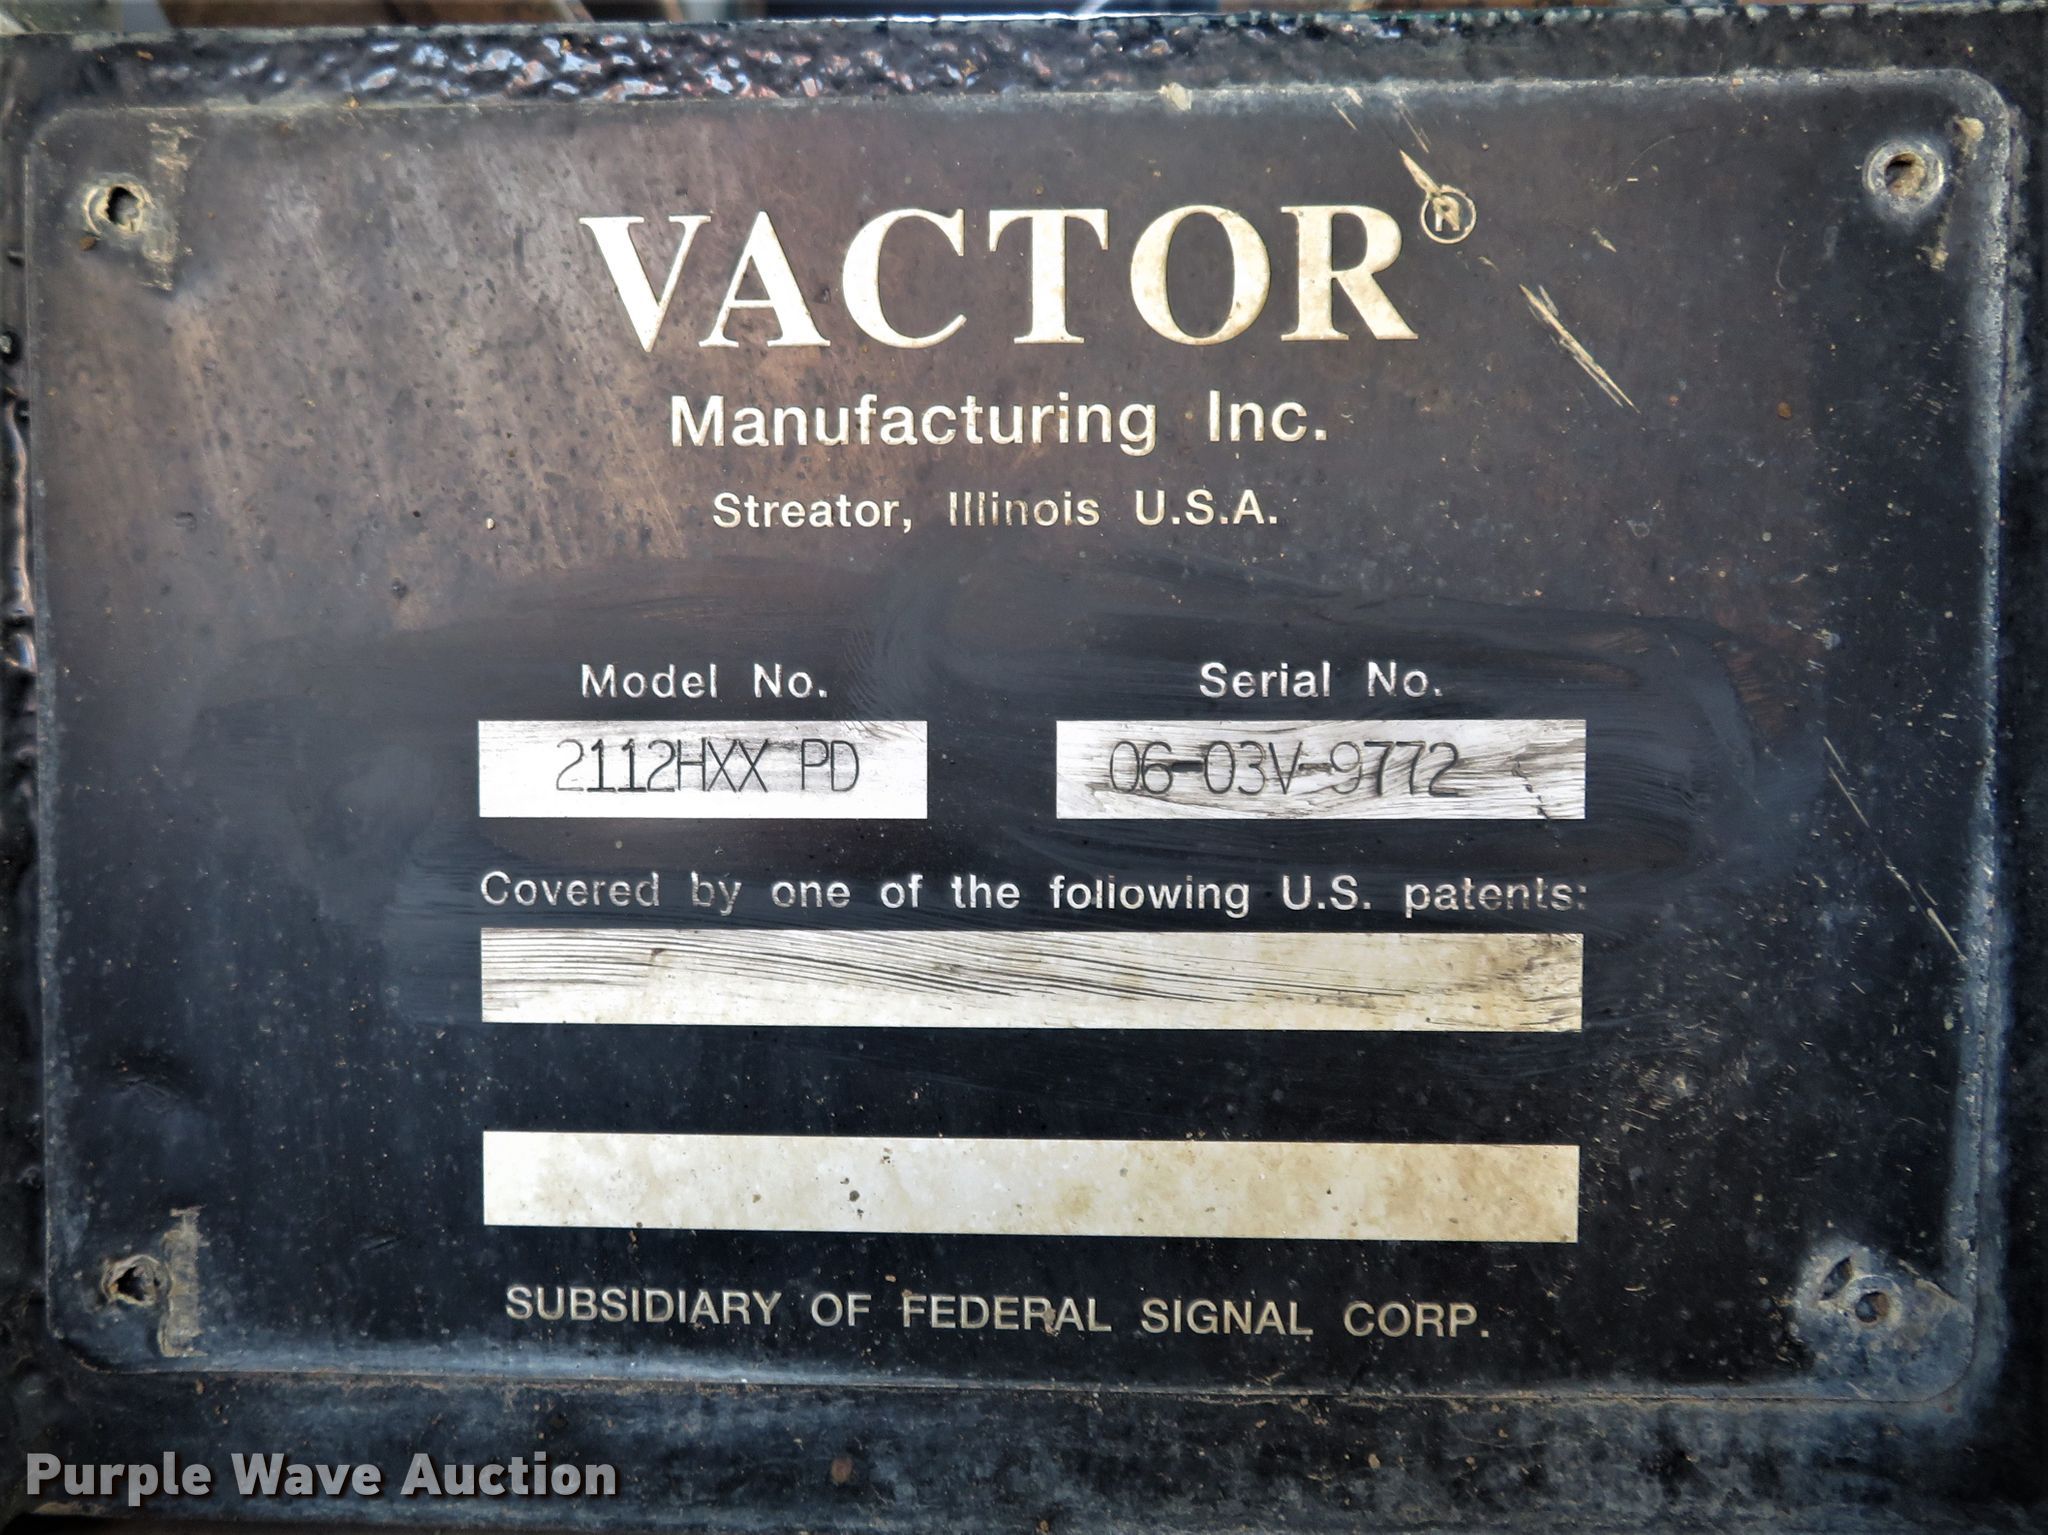 VACTOR®
Manufacturing Inc.
Streator, Illinois U.S.A.
Model No. Serial No.
2112HXX PD 06-03V-9772
Covered by one of the following U.S. patents:
SUBSIDIARY OF FEDERAL SIGNAL CORP.
Purple Wave Auction